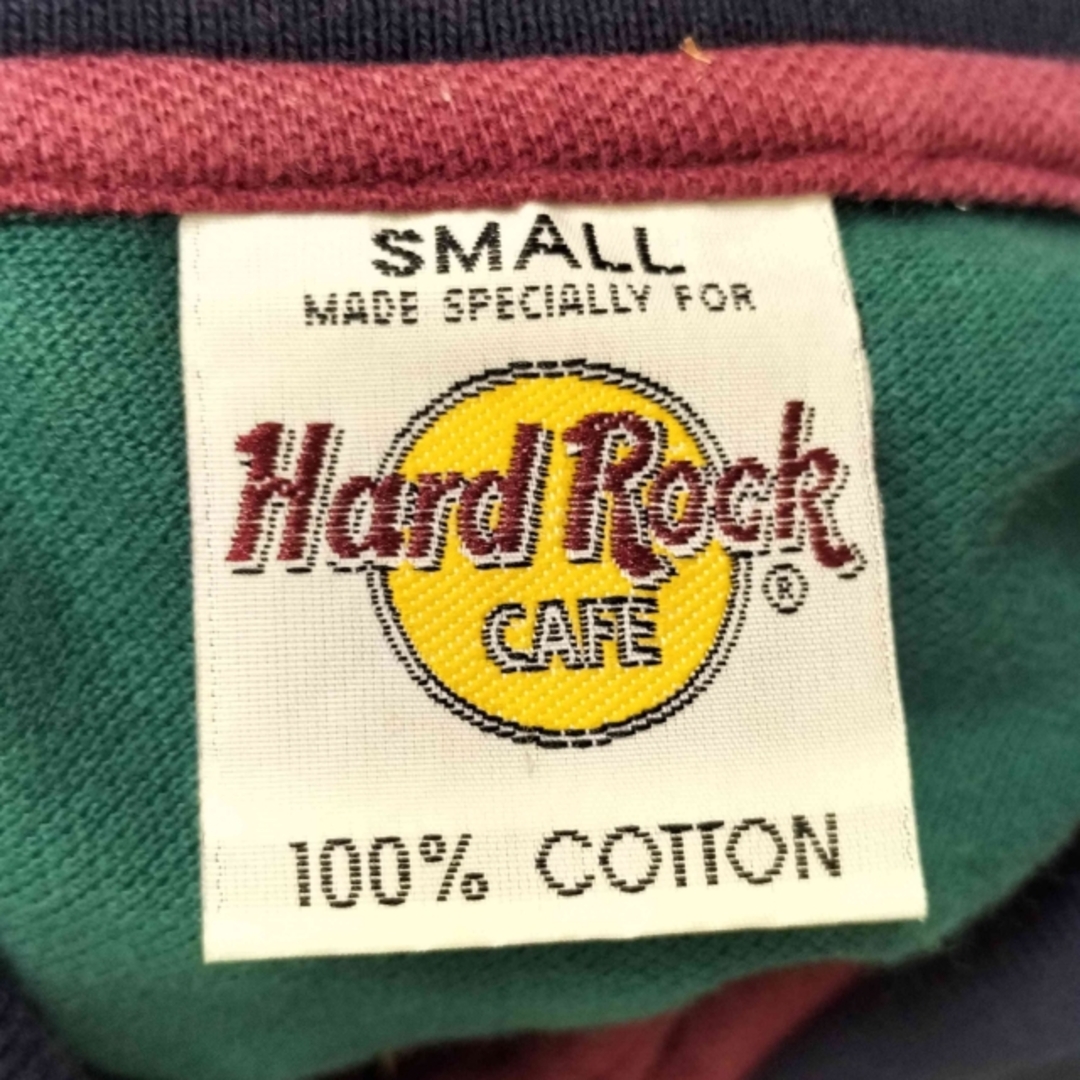 SMALL
MADE SPECIALLY FOR
Hard Rock
®
CAFE
100% COTTON